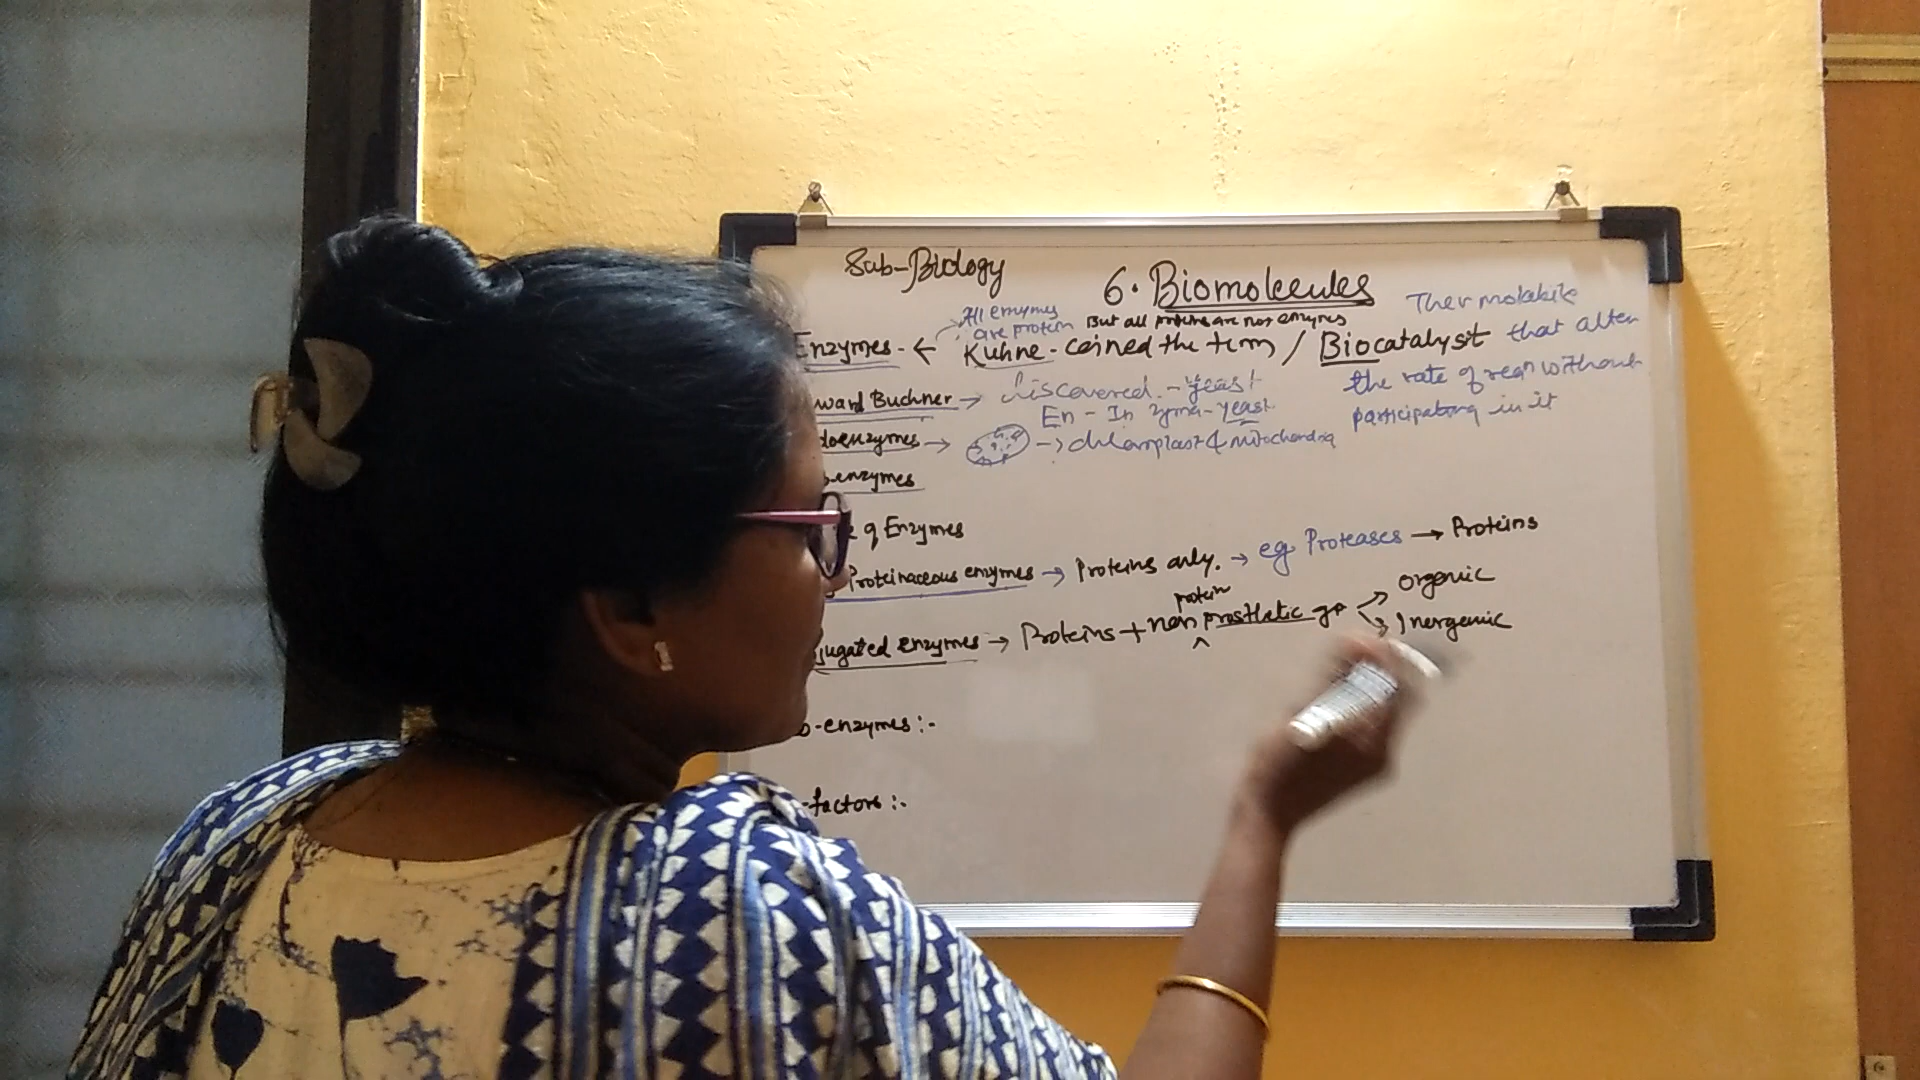 Sub-Biology
6. Biomolecules
Thermolabile
All enzymes
are protein But all proteins are not enzymes
Enzymes - ← Kuhne - coined the term / Biocatalyst that alter
the rate of reaⁿ without
participating in it
ward Buchner → discovered - yeast
En - In zyma - yeast
doenzymes → → chloroplast & mitochondria
enzymes
of Enzymes
Proteinaceous enzymes → Proteins only. → eg Proteases → Proteins
jugated enzymes → Proteins + non protein prosthetic gp
organic
Inorganic
o-enzymes :-
-factors :-